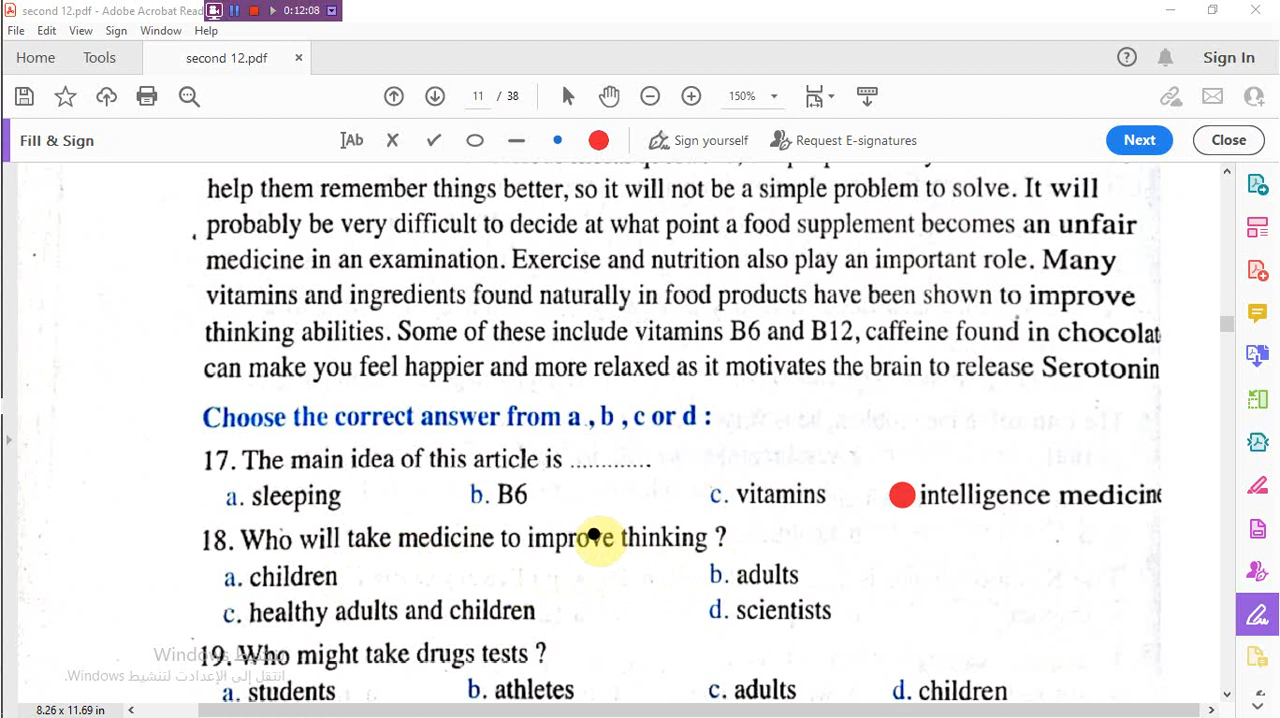 second 12.pdf - Adobe Acrobat Rea
0:12:08
File Edit View Sign Window Help
Home Tools second 12.pdf × Sign In
11 / 38 150%
Fill & Sign Ab Sign yourself Request E-signatures Next Close
help them remember things better, so it will not be a simple problem to solve. It will
probably be very difficult to decide at what point a food supplement becomes an unfair
medicine in an examination. Exercise and nutrition also play an important role. Many
vitamins and ingredients found naturally in food products have been shown to improve
thinking abilities. Some of these include vitamins B6 and B12, caffeine found in chocolat
can make you feel happier and more relaxed as it motivates the brain to release Serotonin
Choose the correct answer from a , b , c or d :
17. The main idea of this article is .............
a. sleeping b. B6 c. vitamins intelligence medicine
18. Who will take medicine to improve thinking ?
a. children b. adults
c. healthy adults and children d. scientists
19. Who might take drugs tests ?
a. students b. athletes c. adults d. children
Windows
انتقل إلى الإعدادات لتنشيط Windows.
8.26 x 11.69 in